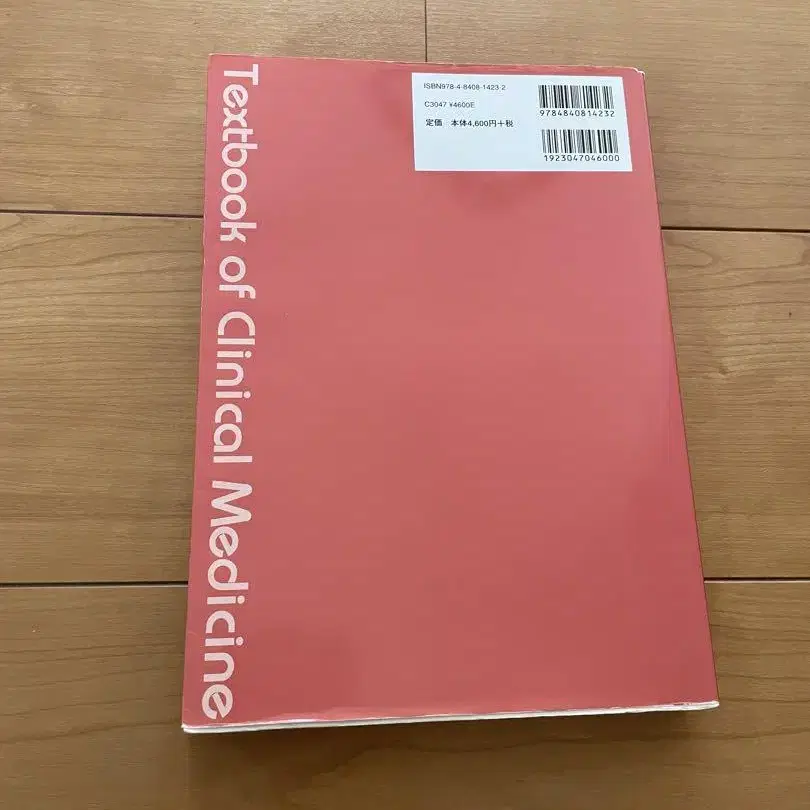 Textbook of Clinical Medicine
ISBN978-4-8408-1423-2
C3047 ¥4600E
定価 本体4,600円+税
9784840814232
1923047046000